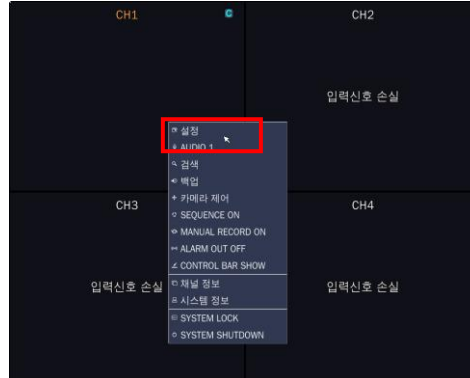 CH1
C
CH2
입력신호 손실
설정
AUDIO 1
검색
백업
카메라 제어
SEQUENCE ON
MANUAL RECORD ON
ALARM OUT OFF
CONTROL BAR SHOW
채널 정보
시스템 정보
SYSTEM LOCK
SYSTEM SHUTDOWN
CH3
입력신호 손실
CH4
입력신호 손실